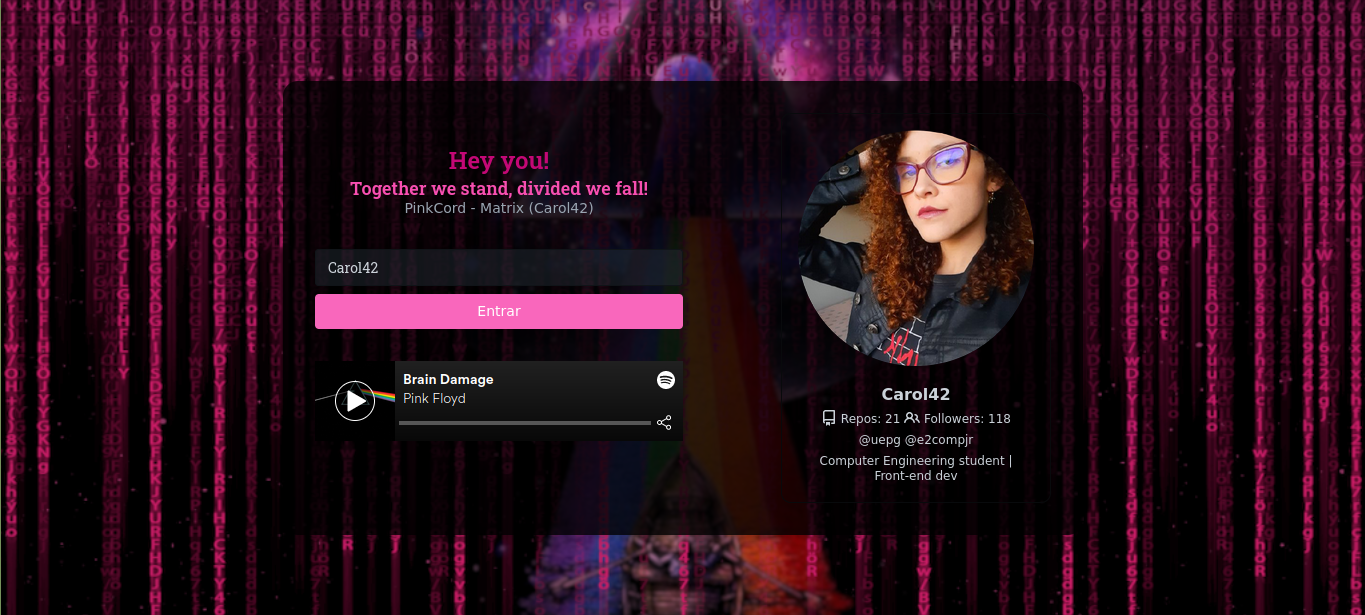 Hey you!
Together we stand, divided we fall!
PinkCord - Matrix (Carol42)
Carol42
Entrar
Brain Damage
Pink Floyd
Carol42
Repos: 21 Followers: 118
@uepg @e2compjr
Computer Engineering student |
Front-end dev